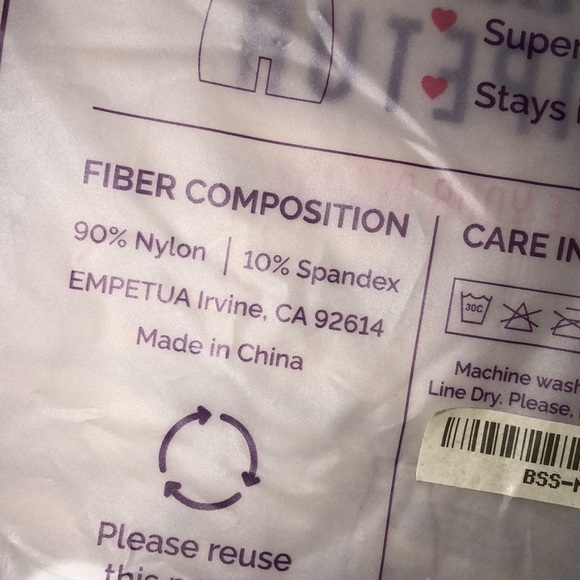 Super
Stays
FIBER COMPOSITION
90% Nylon | 10% Spandex
EMPETUA Irvine, CA 92614
Made in China
Please reuse
this
CARE IN
30C
Machine wash
Line Dry. Please,
BSS-